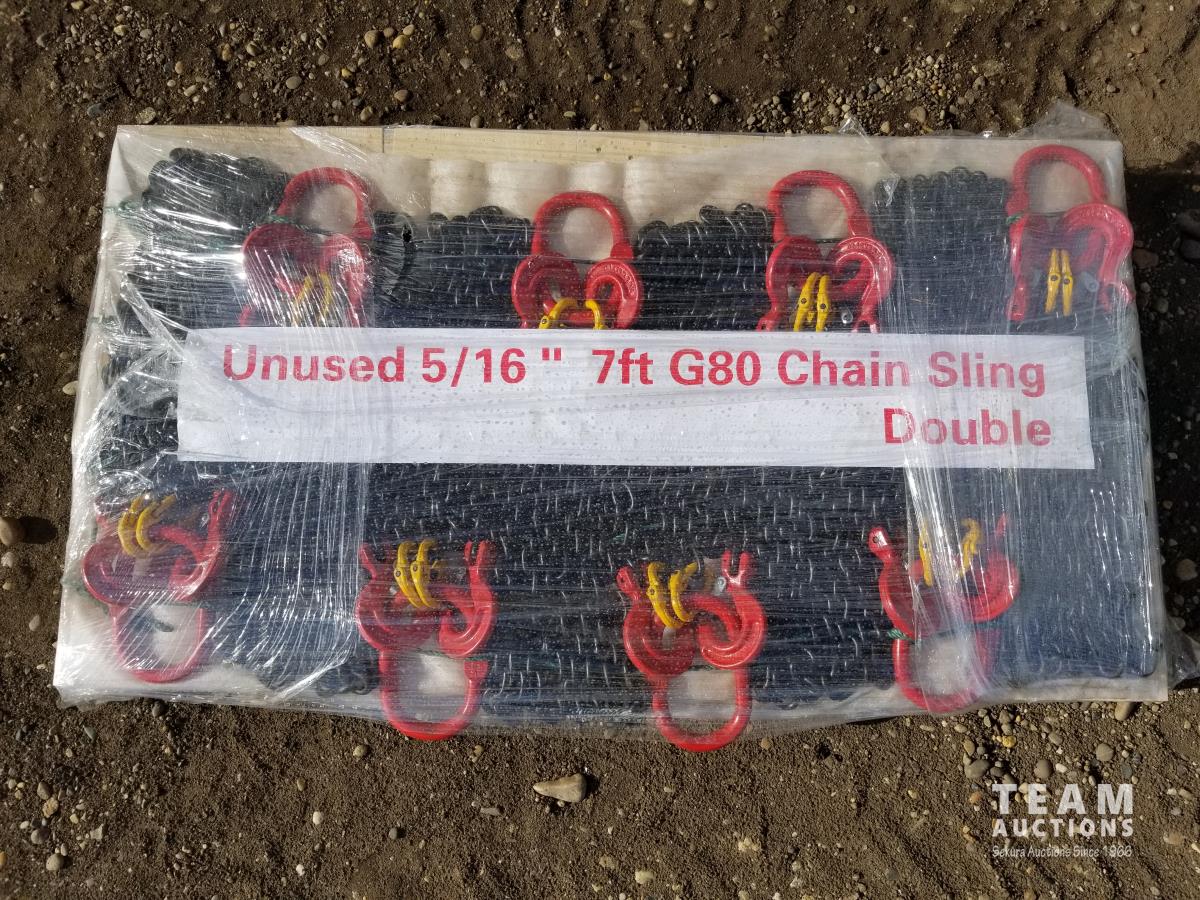 Unused 5/16 " 7ft G80 Chain Sling
Double
TEAM
AUCTIONS
Sekura Auctions Since 1966